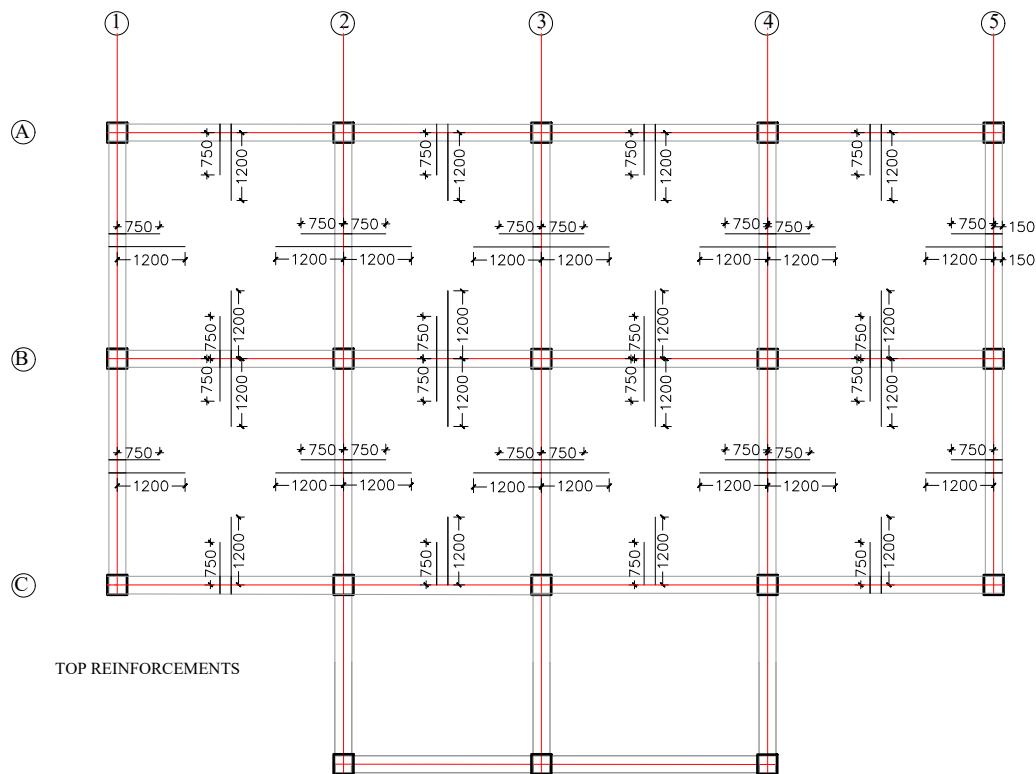 1 2 3 4 5
A
750 1200 750 1200 750 1200 750 1200
750 750 750 750 750 750 750 750 150
1200 1200 1200 1200 1200 1200 1200 1200 150
750 1200 750 1200 750 1200 750 1200
B
750 1200 750 1200 750 1200 750 1200
750 750 750 750 750 750 750 750
1200 1200 1200 1200 1200 1200 1200 1200
750 1200 750 1200 750 1200 750 1200
C
TOP REINFORCEMENTS